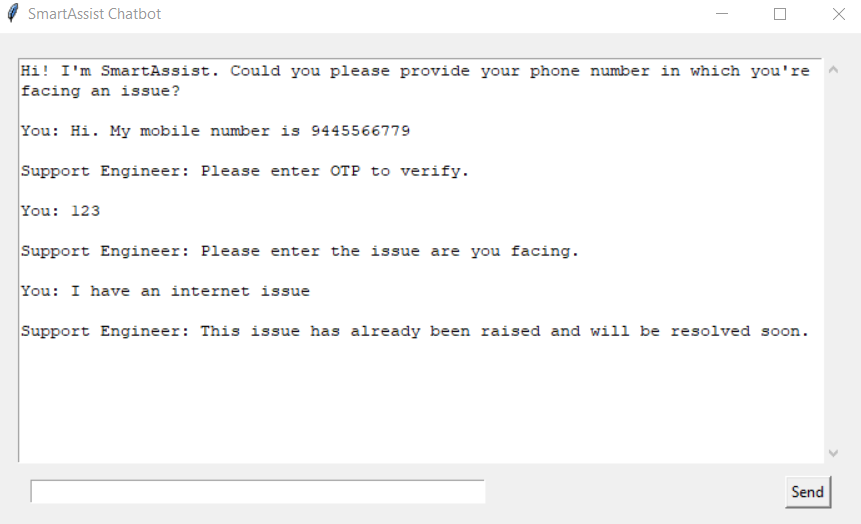 SmartAssist Chatbot
Hi! I'm SmartAssist. Could you please provide your phone number in which you're
facing an issue?
You: Hi. My mobile number is 9445566779
Support Engineer: Please enter OTP to verify.
You: 123
Support Engineer: Please enter the issue are you facing.
You: I have an internet issue
Support Engineer: This issue has already been raised and will be resolved soon.
Send